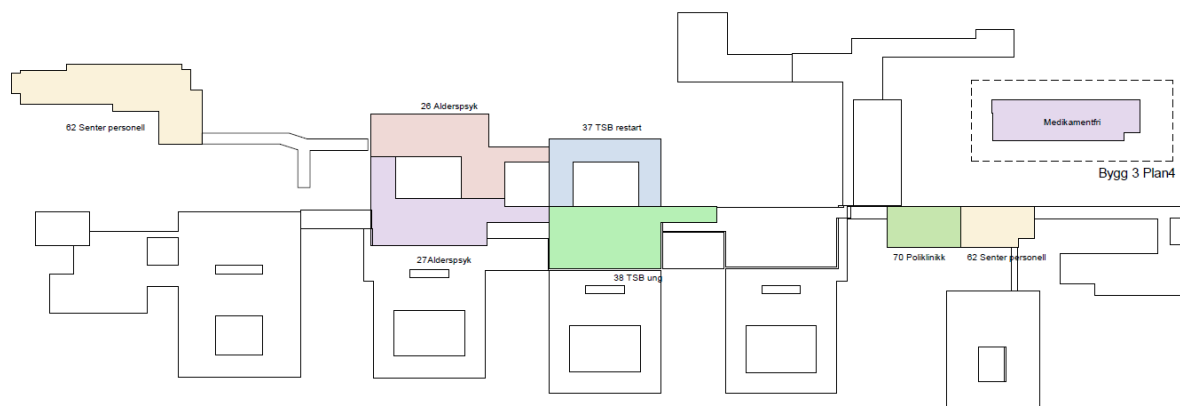 26 Alderspsyk
62 Senter personell
37 TSB restart
Medikamentfri
Bygg 3 Plan4
27Alderspsyk
38 TSB ung
70 Poliklinikk
62 Senter personell